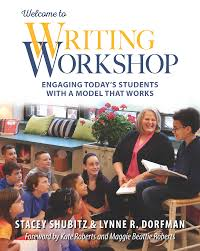 Welcome to
WRITING
WORKSHOP
ENGAGING TODAY'S STUDENTS
WITH A MODEL THAT WORKS
STACEY SHUBITZ & LYNNE R. DORFMAN
Foreword by Kate Roberts and Maggie Beattie Roberts